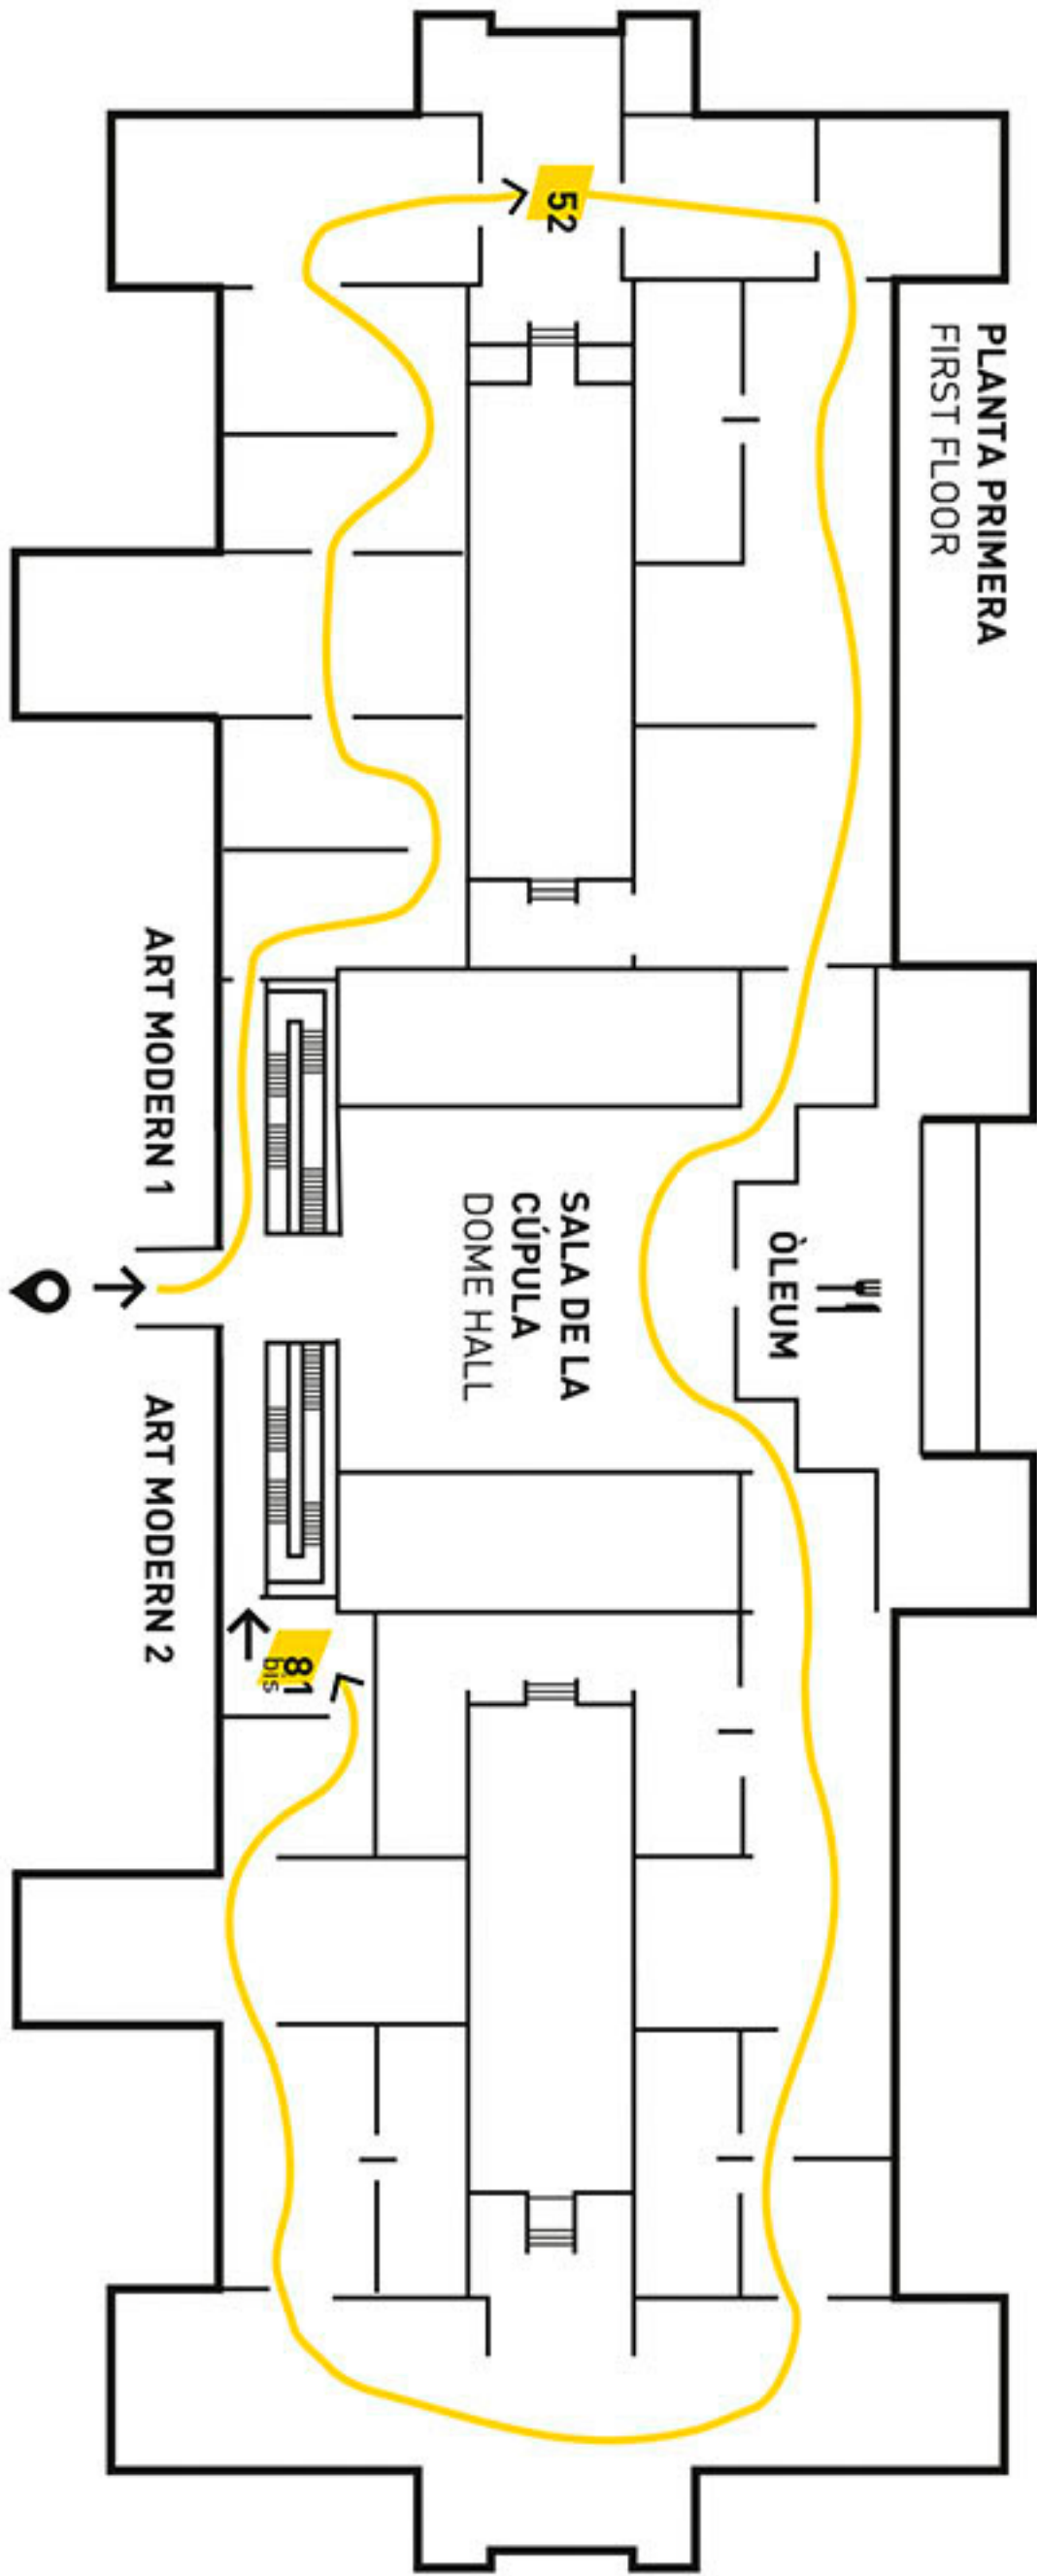 PLANTA PRIMERA
FIRST FLOOR
52
ÒLEUM
SALA DE LA
CÚPULA
DOME HALL
81
bis
ART MODERN 1
ART MODERN 2